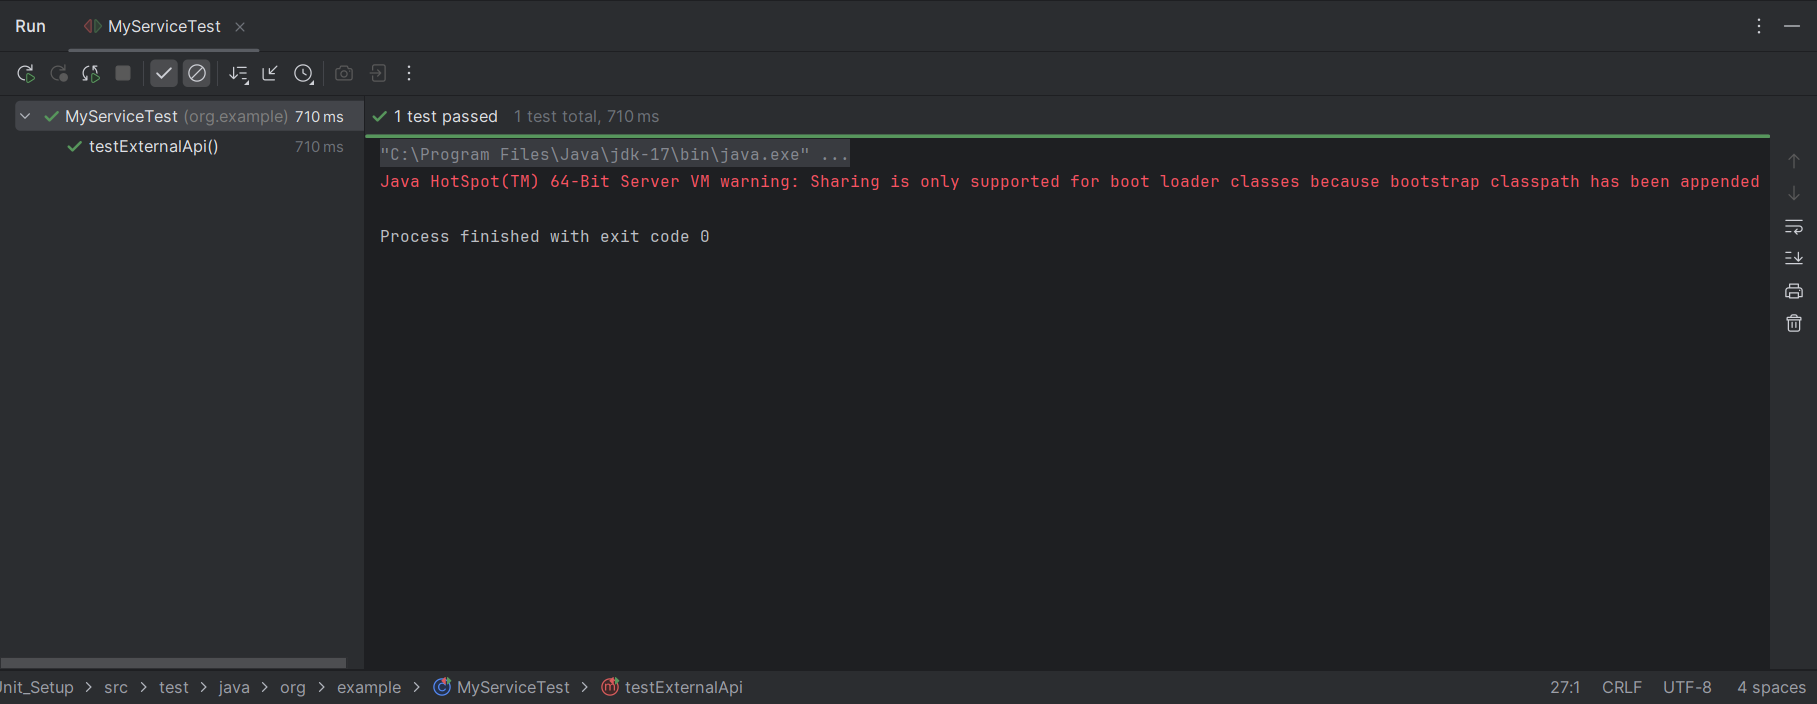 Run MyServiceTest
MyServiceTest (org.example) 710 ms
testExternalApi() 710 ms
1 test passed 1 test total, 710 ms
"C:\Program Files\Java\jdk-17\bin\java.exe" ...
Java HotSpot(TM) 64-Bit Server VM warning: Sharing is only supported for boot loader classes because bootstrap classpath has been appended
Process finished with exit code 0
Unit_Setup > src > test > java > org > example > MyServiceTest > testExternalApi 27:1 CRLF UTF-8 4 spaces